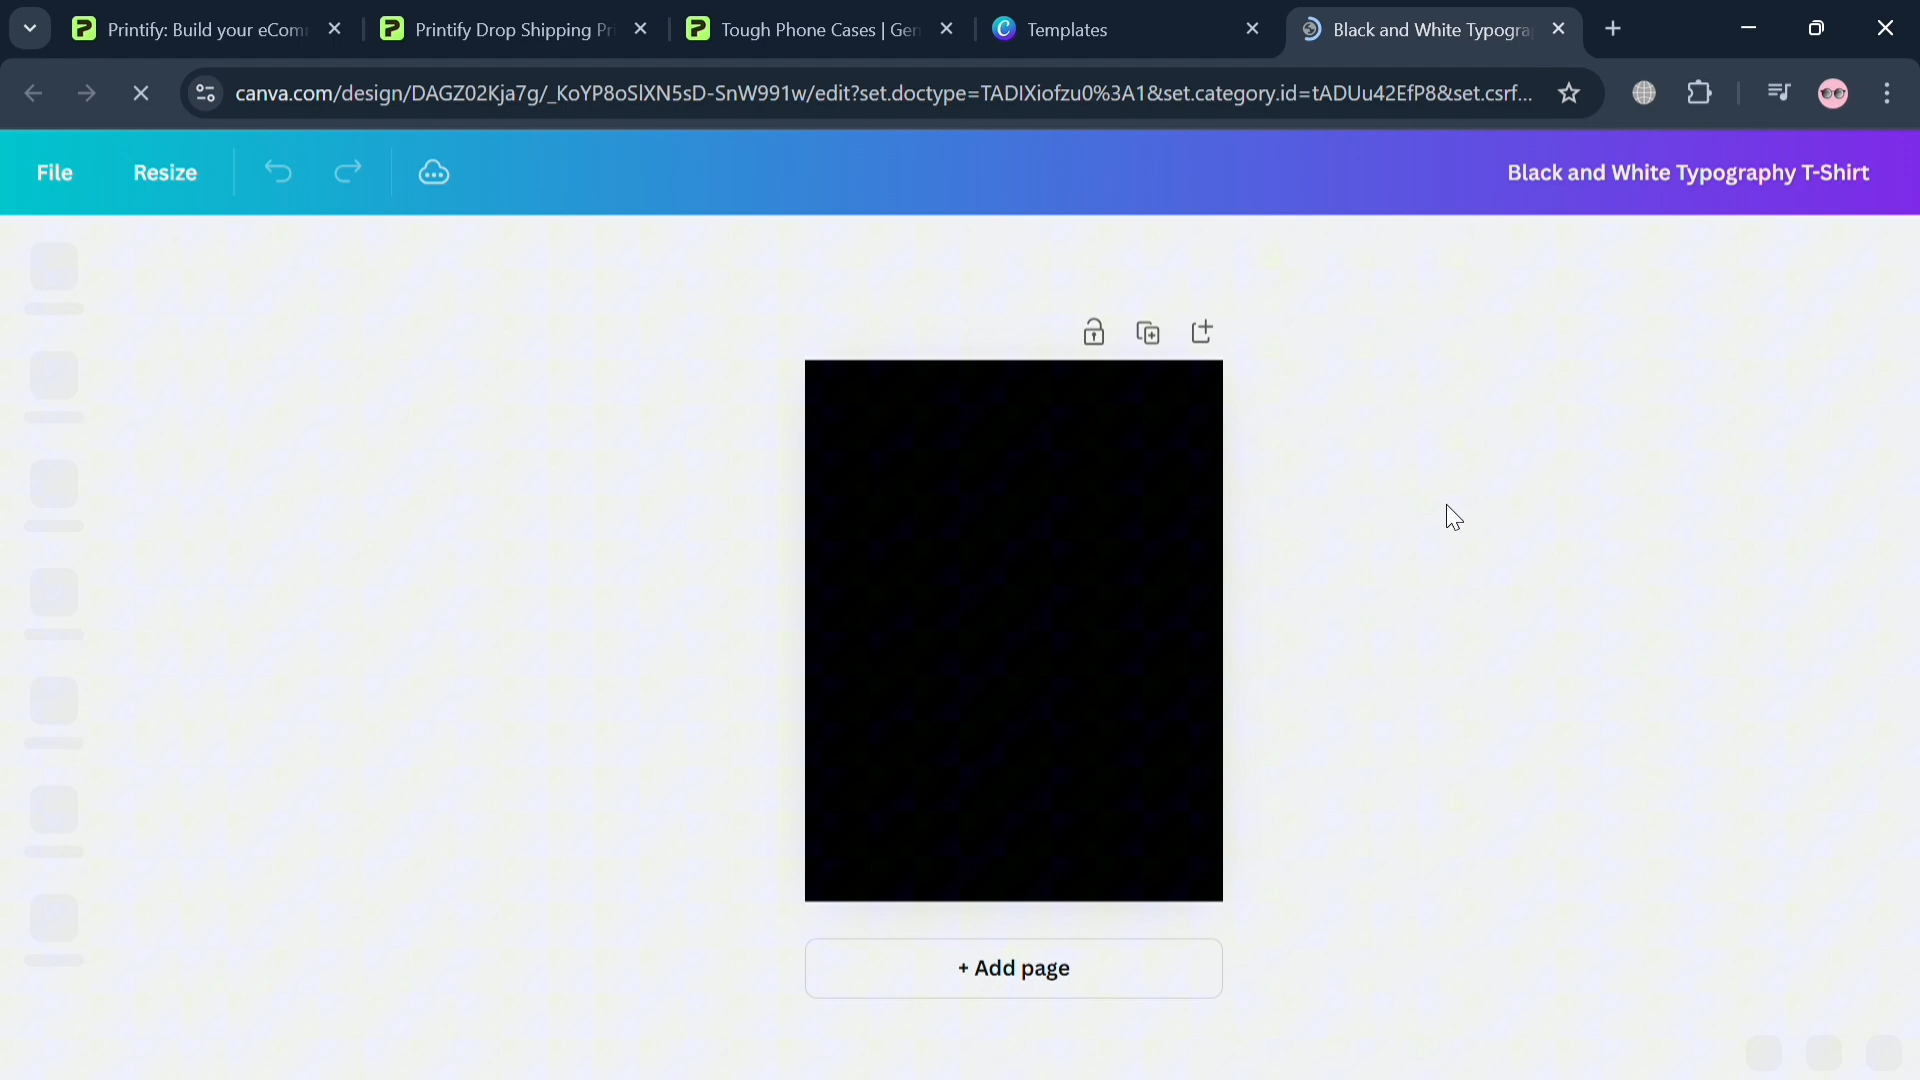 Printify: Build your eCom
Printify Drop Shipping Pr
Tough Phone Cases | Gen
Templates
Black and White Typogra
canva.com/design/DAGZ02Kja7g/_KoYP8oSlXN5sD-SnW991w/edit?set.doctype=TADIXiofzu0%3A1&set.category.id=tADUu42EfP8&set.csrf...
File
Resize
Black and White Typography T-Shirt
+ Add page